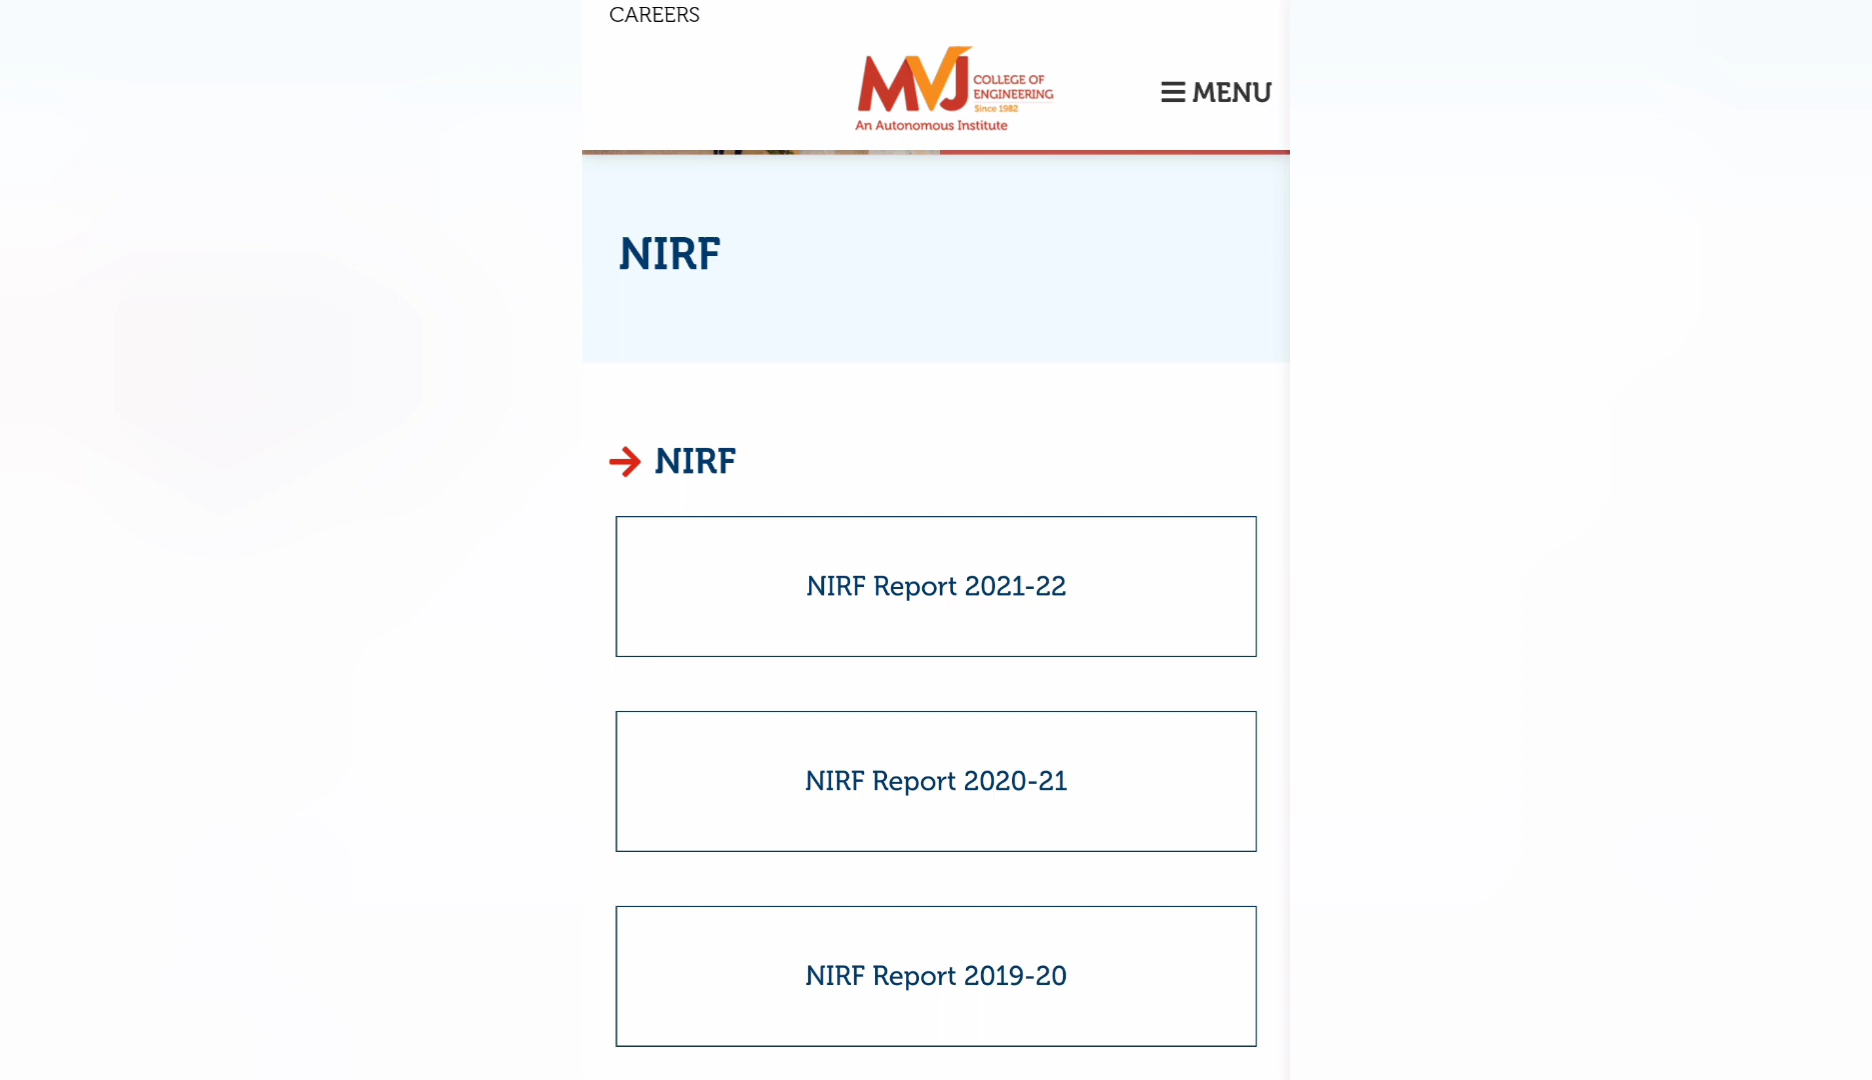 CAREERS
MVJ
COLLEGE OF
ENGINEERING
Since 1982
An Autonomous Institute
MENU
NIRF
NIRF
NIRF Report 2021-22
NIRF Report 2020-21
NIRF Report 2019-20